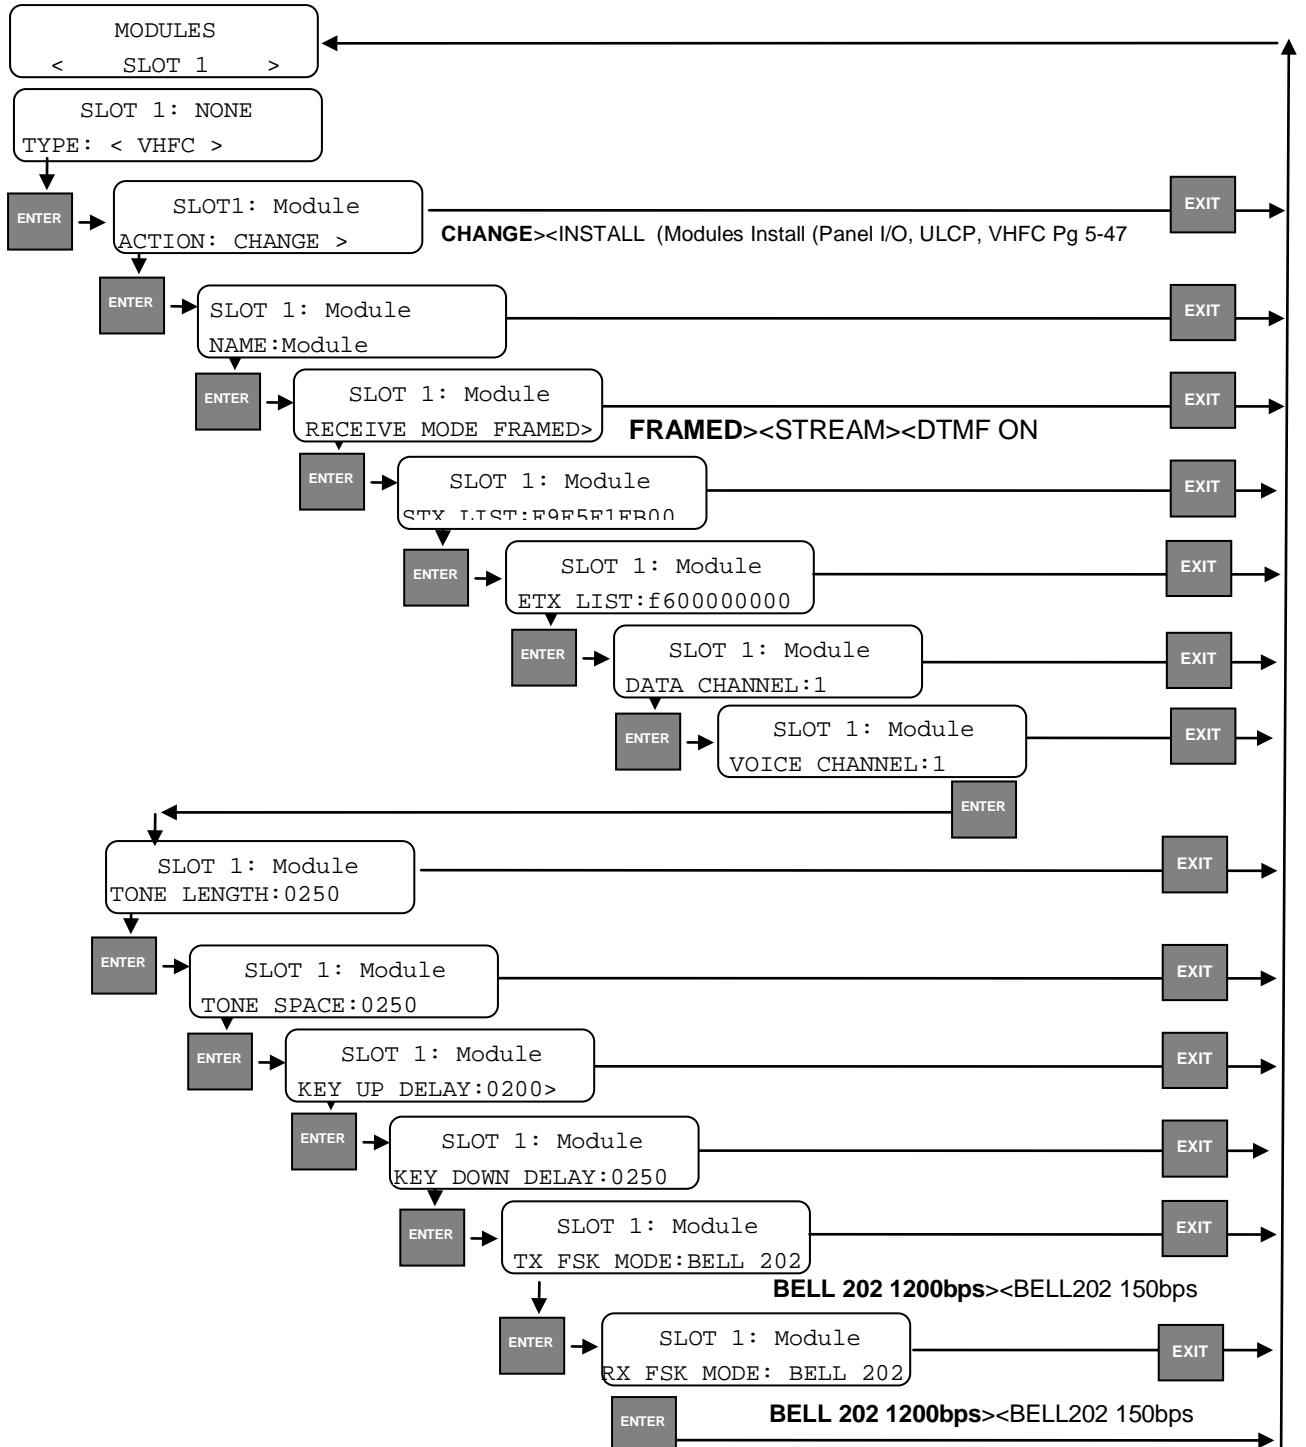 MODULES
< SLOT 1 >
SLOT 1: NONE
TYPE: < VHFC >
ENTER
SLOT1: Module
ACTION: CHANGE >
EXIT
CHANGE><INSTALL (Modules Install (Panel I/O, ULCP, VHFC Pg 5-47
ENTER
SLOT 1: Module
NAME:Module
EXIT
ENTER
SLOT 1: Module
RECEIVE MODE FRAMED>
EXIT
FRAMED><STREAM><DTMF ON
ENTER
SLOT 1: Module
STX LIST:
EXIT
ENTER
SLOT 1: Module
ETX LIST:f600000000
EXIT
ENTER
SLOT 1: Module
DATA CHANNEL:1
EXIT
ENTER
SLOT 1: Module
VOICE CHANNEL:1
EXIT
ENTER
SLOT 1: Module
TONE LENGTH:0250
EXIT
ENTER
SLOT 1: Module
TONE SPACE:0250
EXIT
ENTER
SLOT 1: Module
KEY UP DELAY:0200>
EXIT
ENTER
SLOT 1: Module
KEY DOWN DELAY:0250
EXIT
ENTER
SLOT 1: Module
TX FSK MODE:BELL 202
EXIT
BELL 202 1200bps><BELL202 150bps
ENTER
SLOT 1: Module
RX FSK MODE: BELL 202
EXIT
BELL 202 1200bps><BELL202 150bps
ENTER